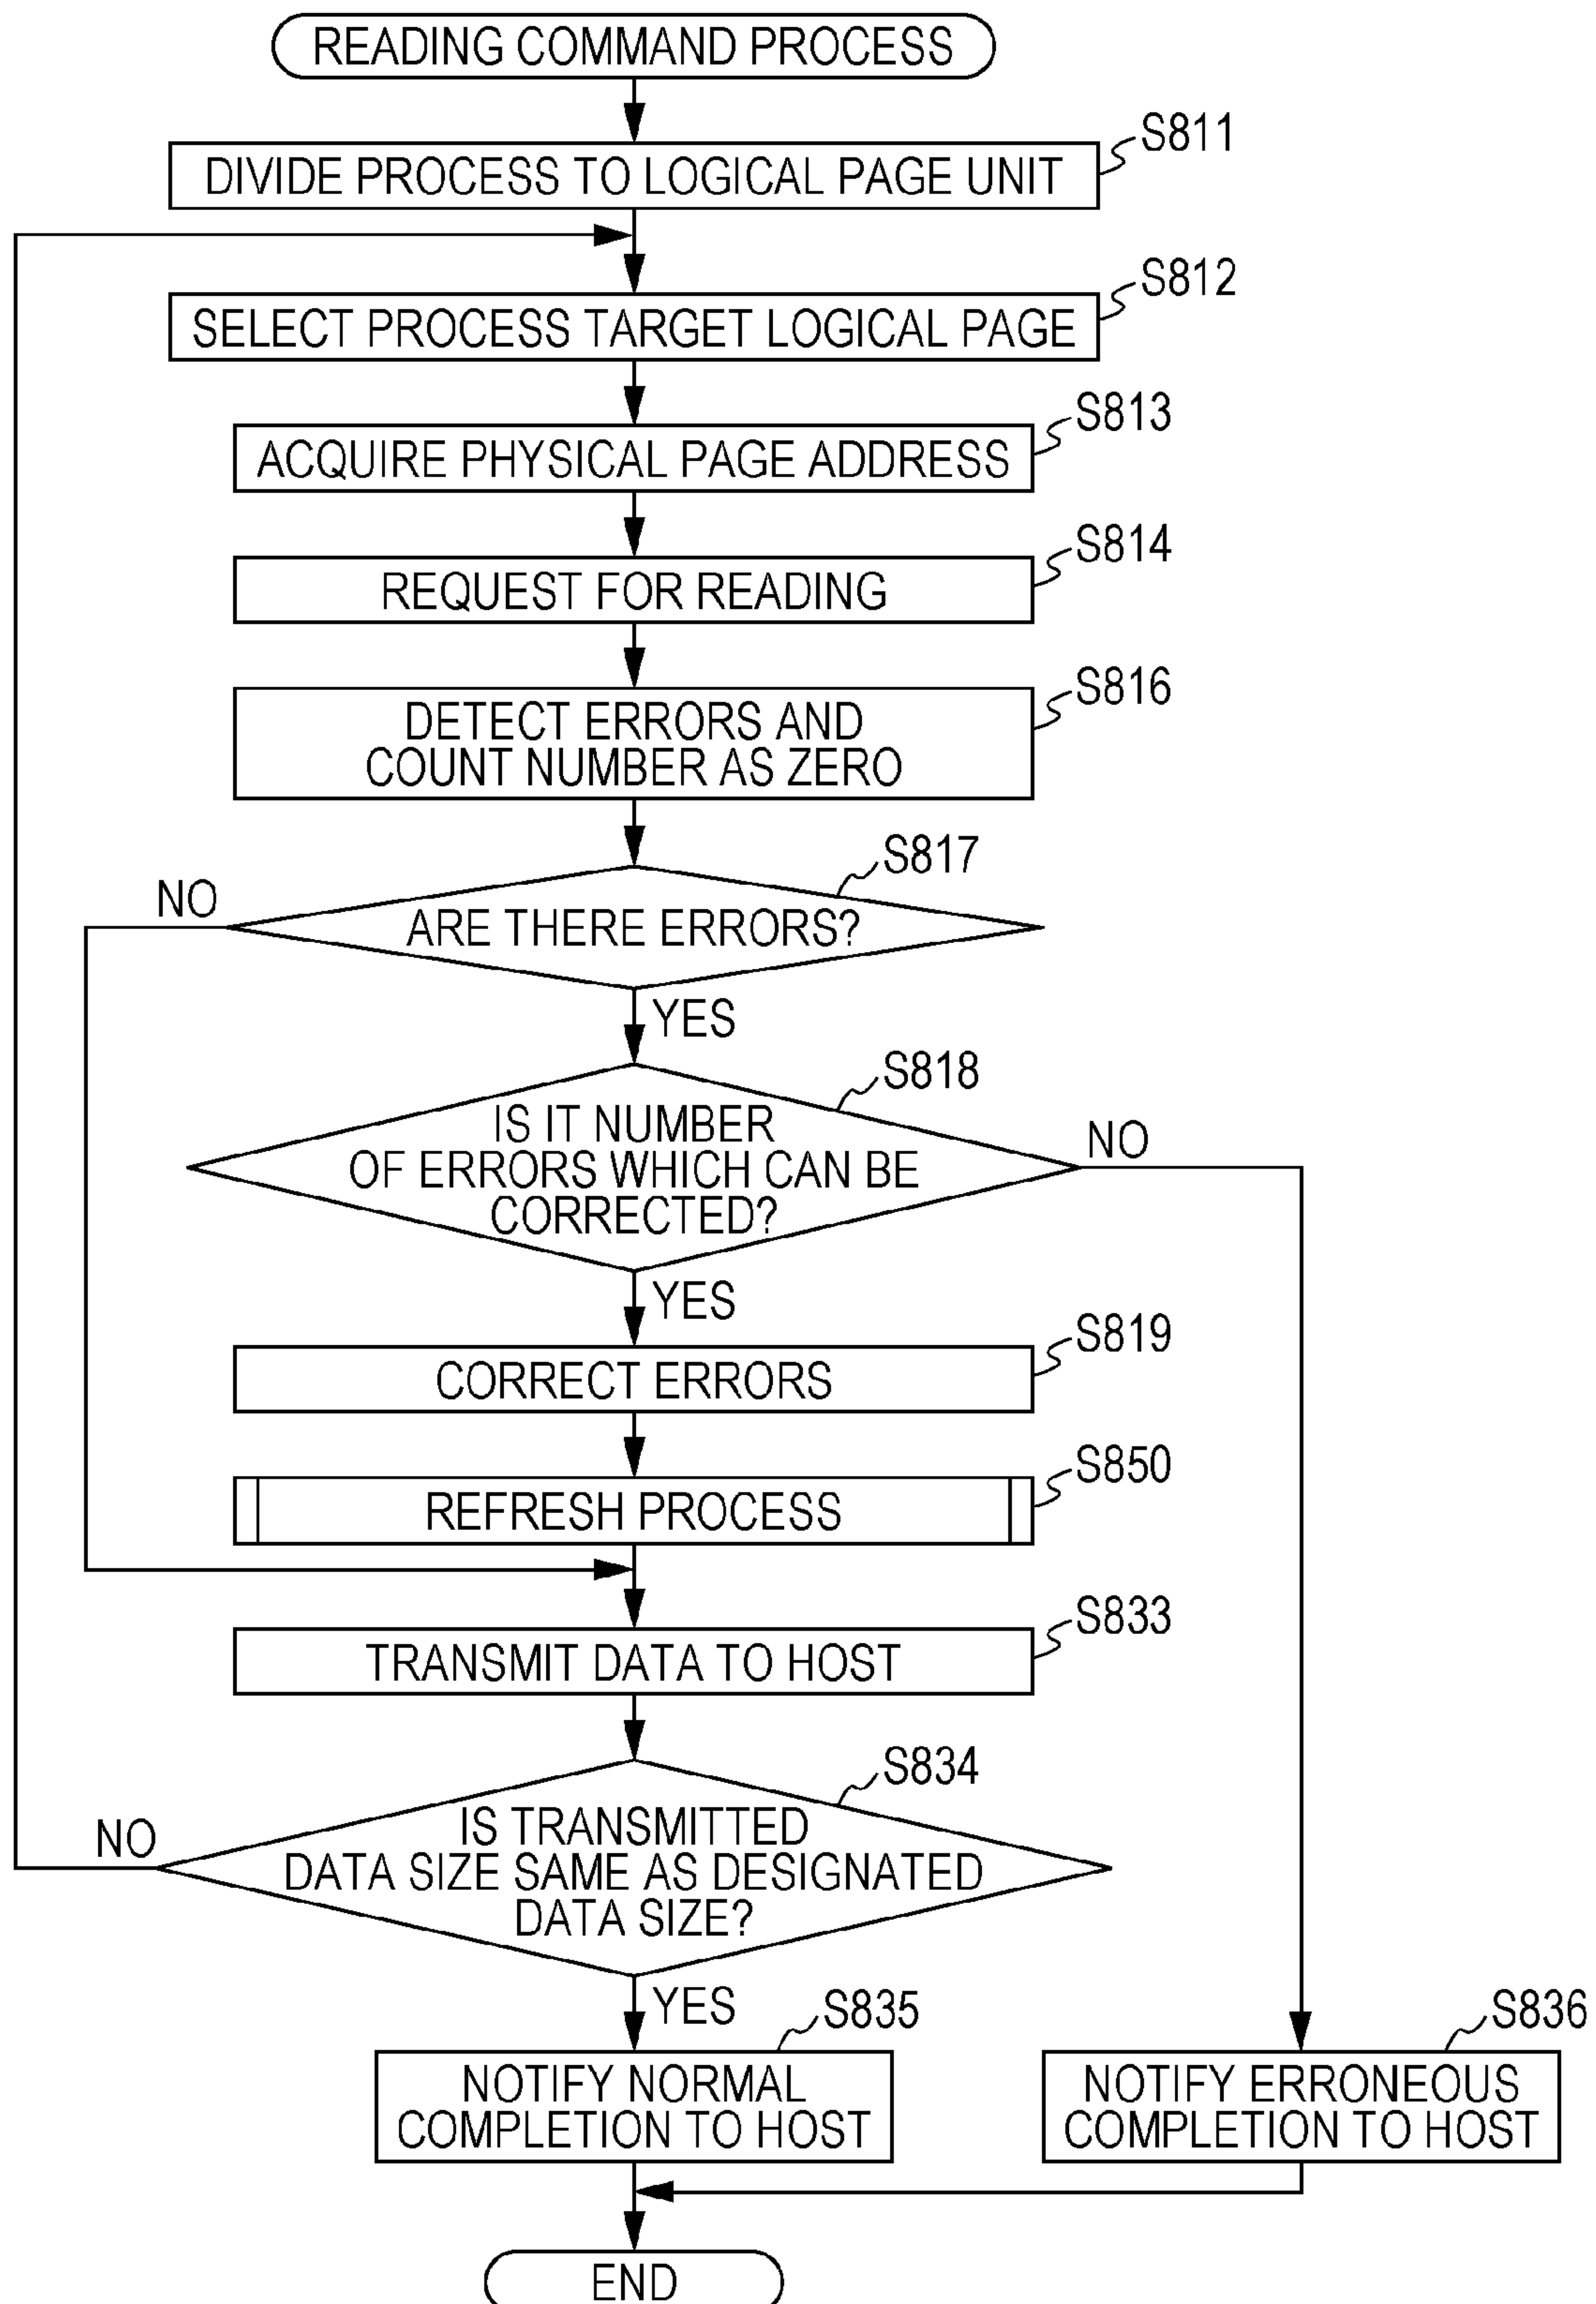 READING COMMAND PROCESS
S811
DIVIDE PROCESS TO LOGICAL PAGE UNIT
S812
SELECT PROCESS TARGET LOGICAL PAGE
S813
ACQUIRE PHYSICAL PAGE ADDRESS
S814
REQUEST FOR READING
S816
DETECT ERRORS AND
COUNT NUMBER AS ZERO
S817
NO
ARE THERE ERRORS?
YES
S818
IS IT NUMBER
OF ERRORS WHICH CAN BE
CORRECTED?
NO
YES
S819
CORRECT ERRORS
S850
REFRESH PROCESS
S833
TRANSMIT DATA TO HOST
S834
NO
IS TRANSMITTED
DATA SIZE SAME AS DESIGNATED
DATA SIZE?
YES
S835
NOTIFY NORMAL
COMPLETION TO HOST
S836
NOTIFY ERRONEOUS
COMPLETION TO HOST
END